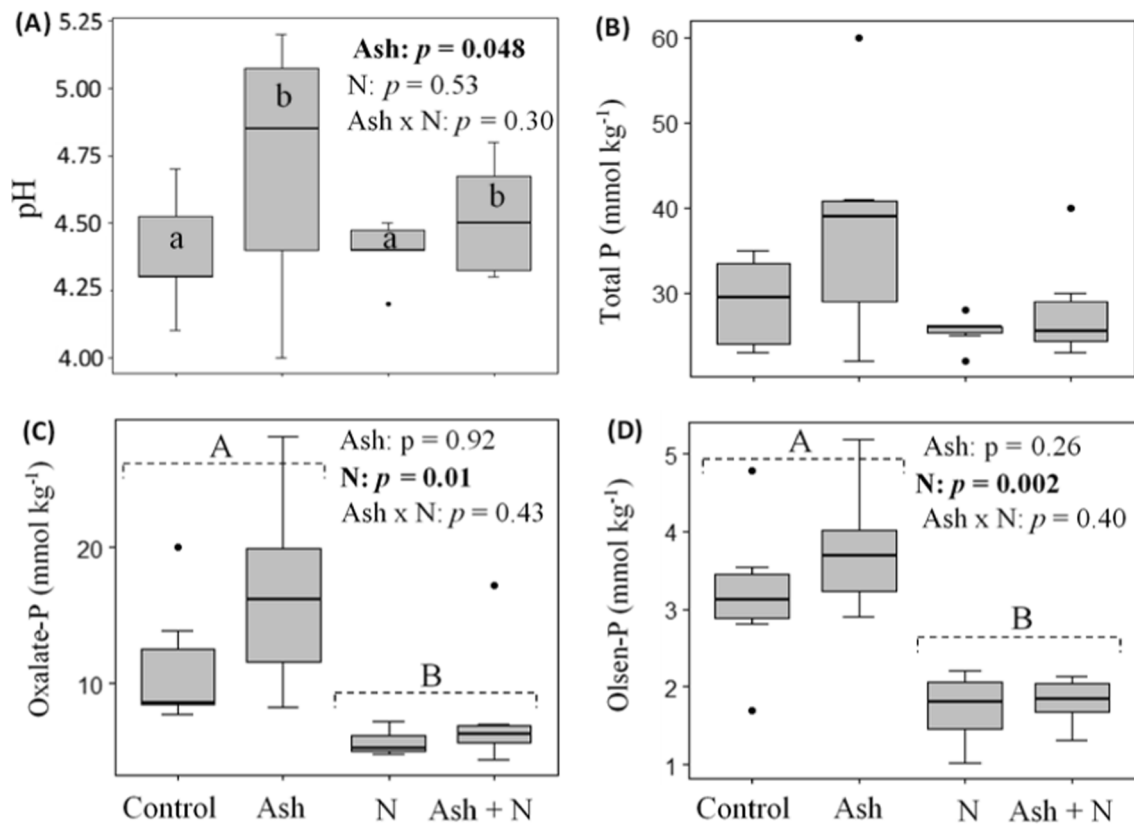 (A)
pH
5.25
5.00
4.75
4.50
4.25
4.00
a
b
a
b
Ash: p = 0.048
N: p = 0.53
Ash x N: p = 0.30
(B)
Total P (mmol kg⁻¹)
60
50
40
30
(C)
Oxalate-P (mmol kg⁻¹)
20
10
A
B
Ash: p = 0.92
N: p = 0.01
Ash x N: p = 0.43
Control Ash N Ash + N
(D)
Olsen-P (mmol kg⁻¹)
5
4
3
2
1
A
B
Ash: p = 0.26
N: p = 0.002
Ash x N: p = 0.40
Control Ash N Ash + N